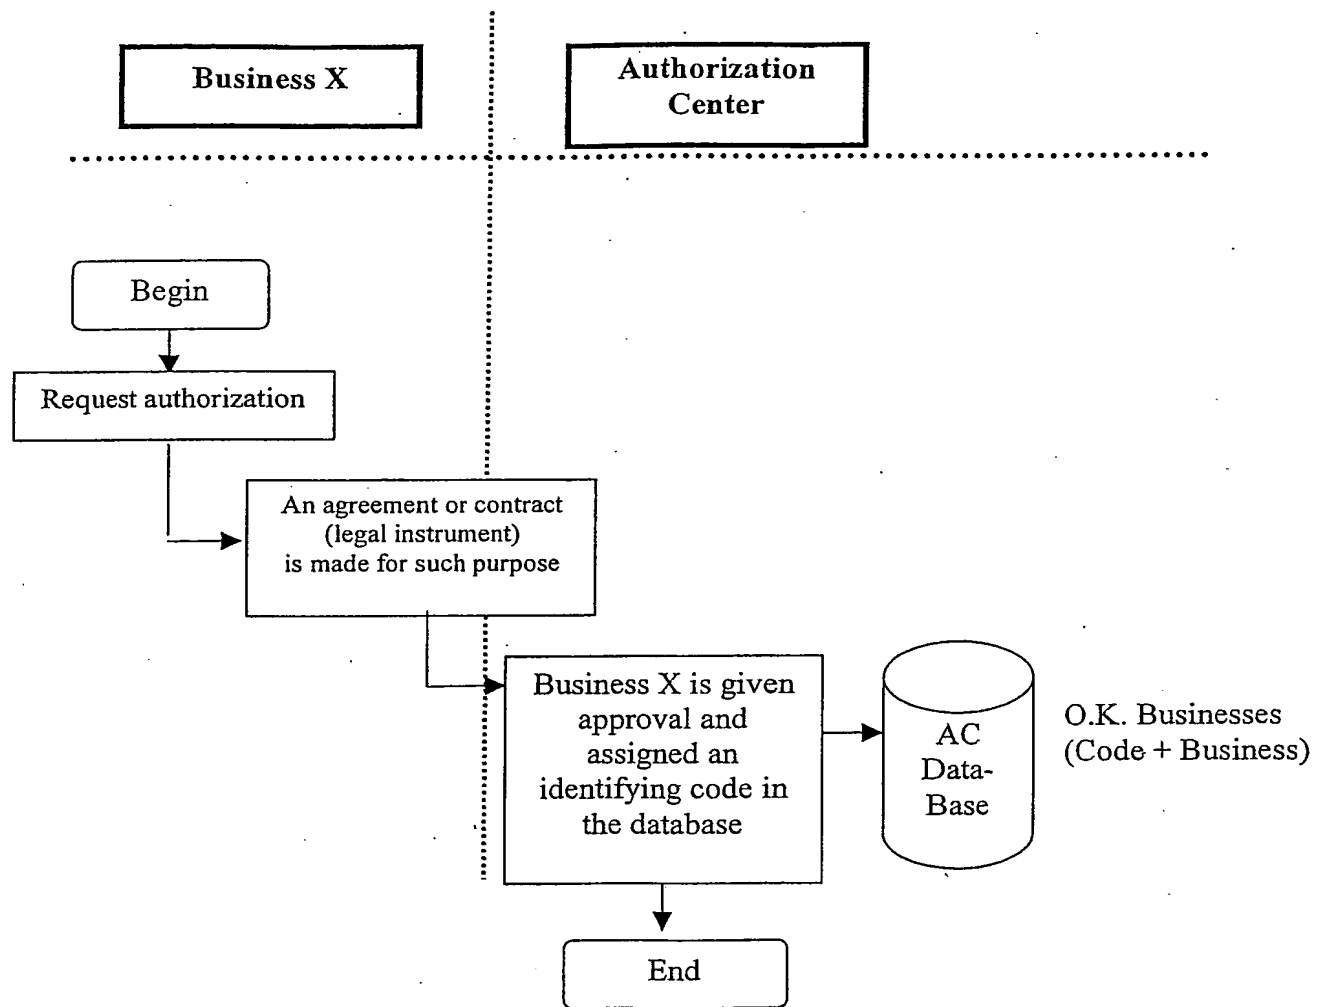 Business X
Authorization
Center
Begin
Request authorization
An agreement or contract
(legal instrument)
is made for such purpose
Business X is given
approval and
assigned an
identifying code in
the database
AC
Data-
Base
O.K. Businesses
(Code + Business)
End